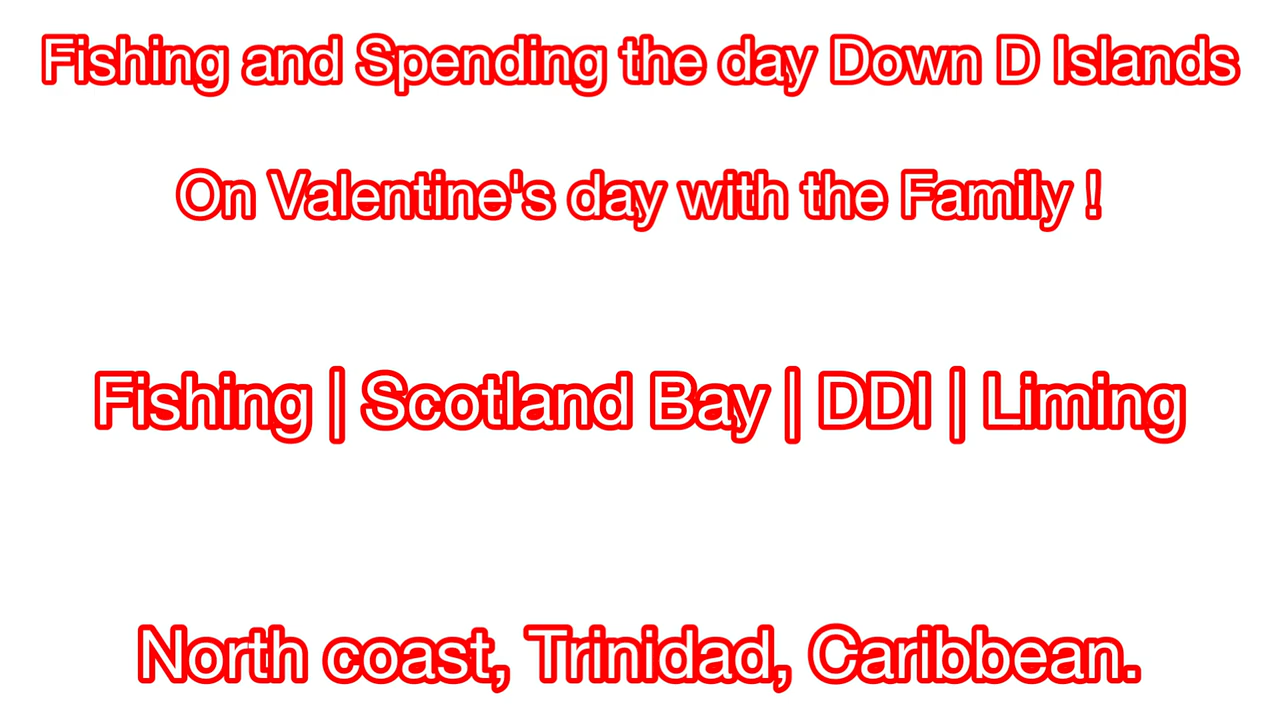 Fishing and Spending the day Down D Islands
On Valentine's day with the Family !
Fishing | Scotland Bay | DDI | Liming
North coast, Trinidad, Caribbean.